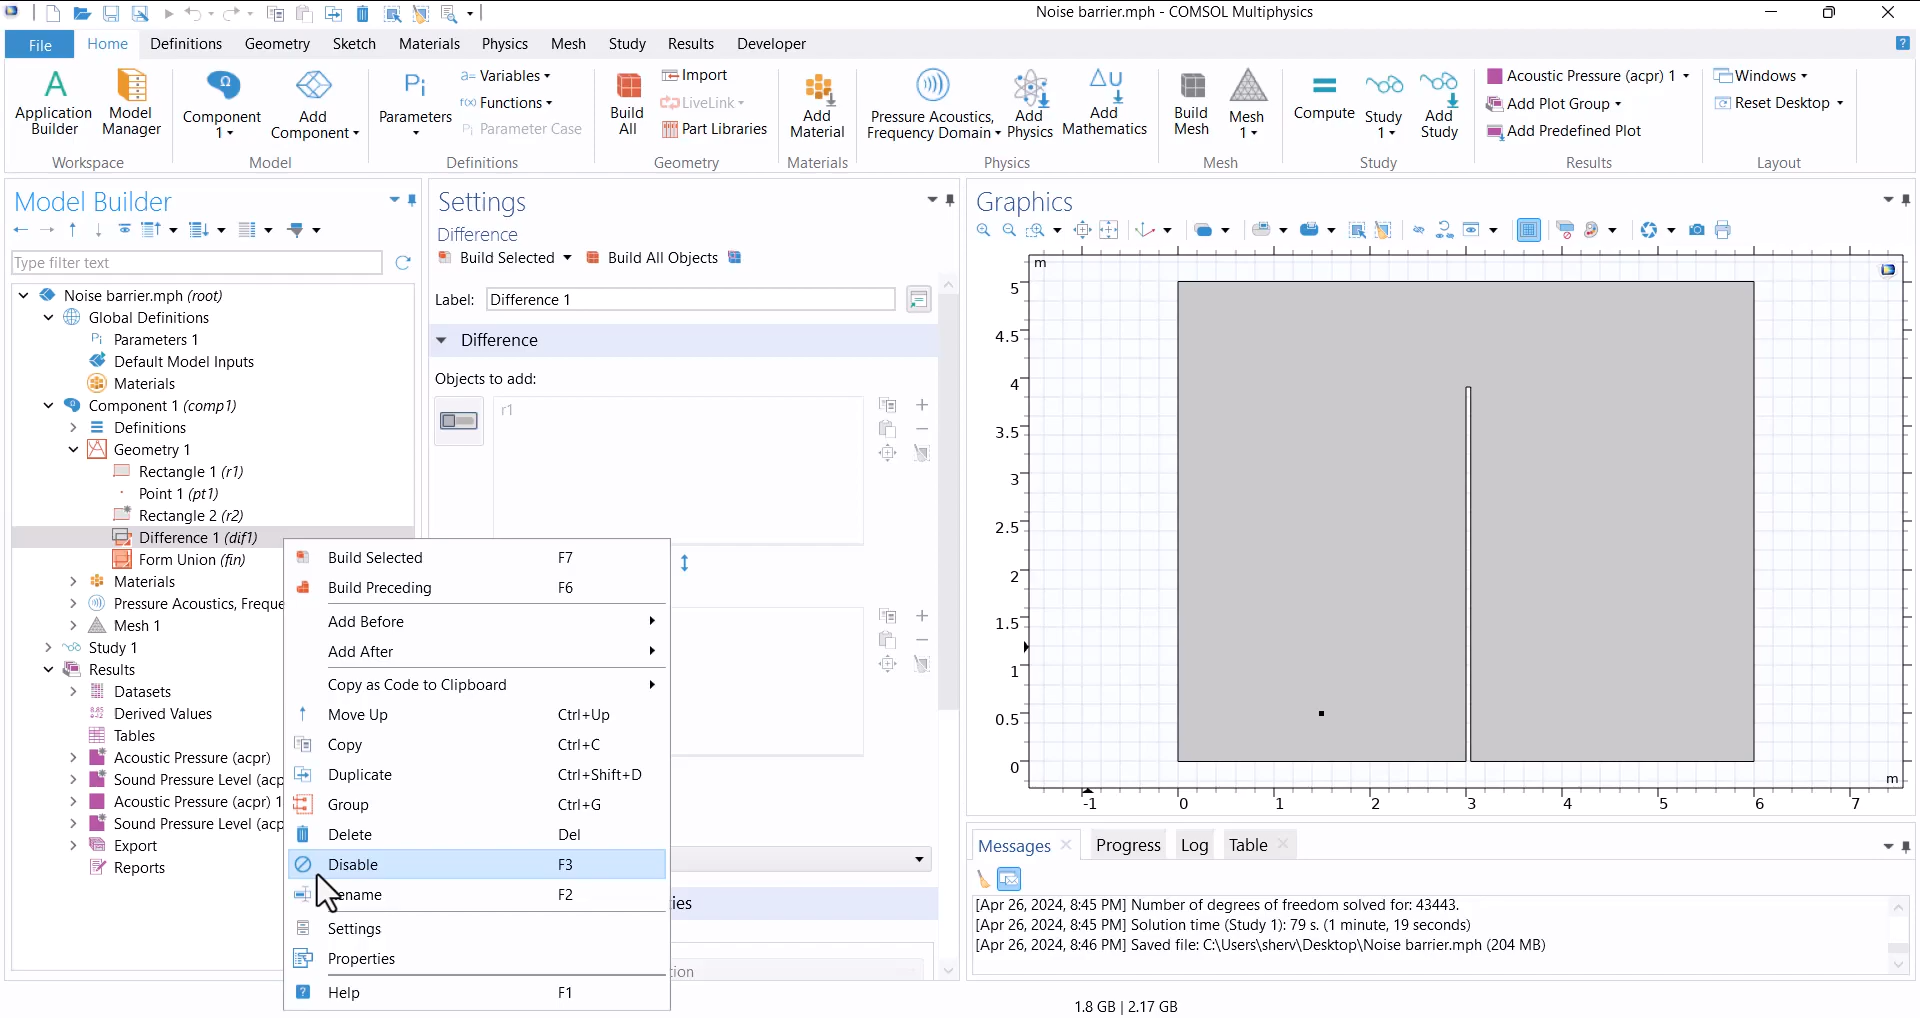 Noise barrier.mph - COMSOL Multiphysics
File Home Definitions Geometry Sketch Materials Physics Mesh Study Results Developer
Application Builder
Model Manager
Workspace
Component 1
Add Component
Model
Pi
Parameters
a= Variables
f(x) Functions
Pi Parameter Case
Definitions
Build All
Import
LiveLink
Part Libraries
Geometry
Add Material
Materials
Pressure Acoustics, Frequency Domain
Add Physics
Add Mathematics
Physics
Build Mesh
Mesh 1
Mesh
Compute
Study 1
Add Study
Study
Acoustic Pressure (acpr) 1
Add Plot Group
Add Predefined Plot
Results
Windows
Reset Desktop
Layout
Model Builder
Type filter text
Noise barrier.mph (root)
Global Definitions
Pi Parameters 1
Default Model Inputs
Materials
Component 1 (comp1)
Definitions
Geometry 1
Rectangle 1 (r1)
Point 1 (pt1)
Rectangle 2 (r2)
Difference 1 (dif1)
Form Union (fin)
Materials
Pressure Acoustics, Freque
Mesh 1
Study 1
Results
Datasets
Derived Values
Tables
Acoustic Pressure (acpr)
Sound Pressure Level (acp
Acoustic Pressure (acpr) 1
Sound Pressure Level (acp
Export
Reports
Build Selected F7
Build Preceding F6
Add Before
Add After
Copy as Code to Clipboard
Move Up Ctrl+Up
Copy Ctrl+C
Duplicate Ctrl+Shift+D
Group Ctrl+G
Delete Del
Disable F3
ename F2
Settings
Properties
Help F1
Settings
Difference
Build Selected Build All Objects
Label: Difference 1
Difference
Objects to add:
r1
ies
ion
Graphics
m
5
4.5
4
3.5
3
2.5
2
1.5
1
0.5
0
m
-1 0 1 2 3 4 5 6 7
Messages Progress Log Table
[Apr 26, 2024, 8:45 PM] Number of degrees of freedom solved for: 43443.
[Apr 26, 2024, 8:45 PM] Solution time (Study 1): 79 s. (1 minute, 19 seconds)
[Apr 26, 2024, 8:46 PM] Saved file: C:\Users\sherv\Desktop\Noise barrier.mph (204 MB)
1.8 GB | 2.17 GB